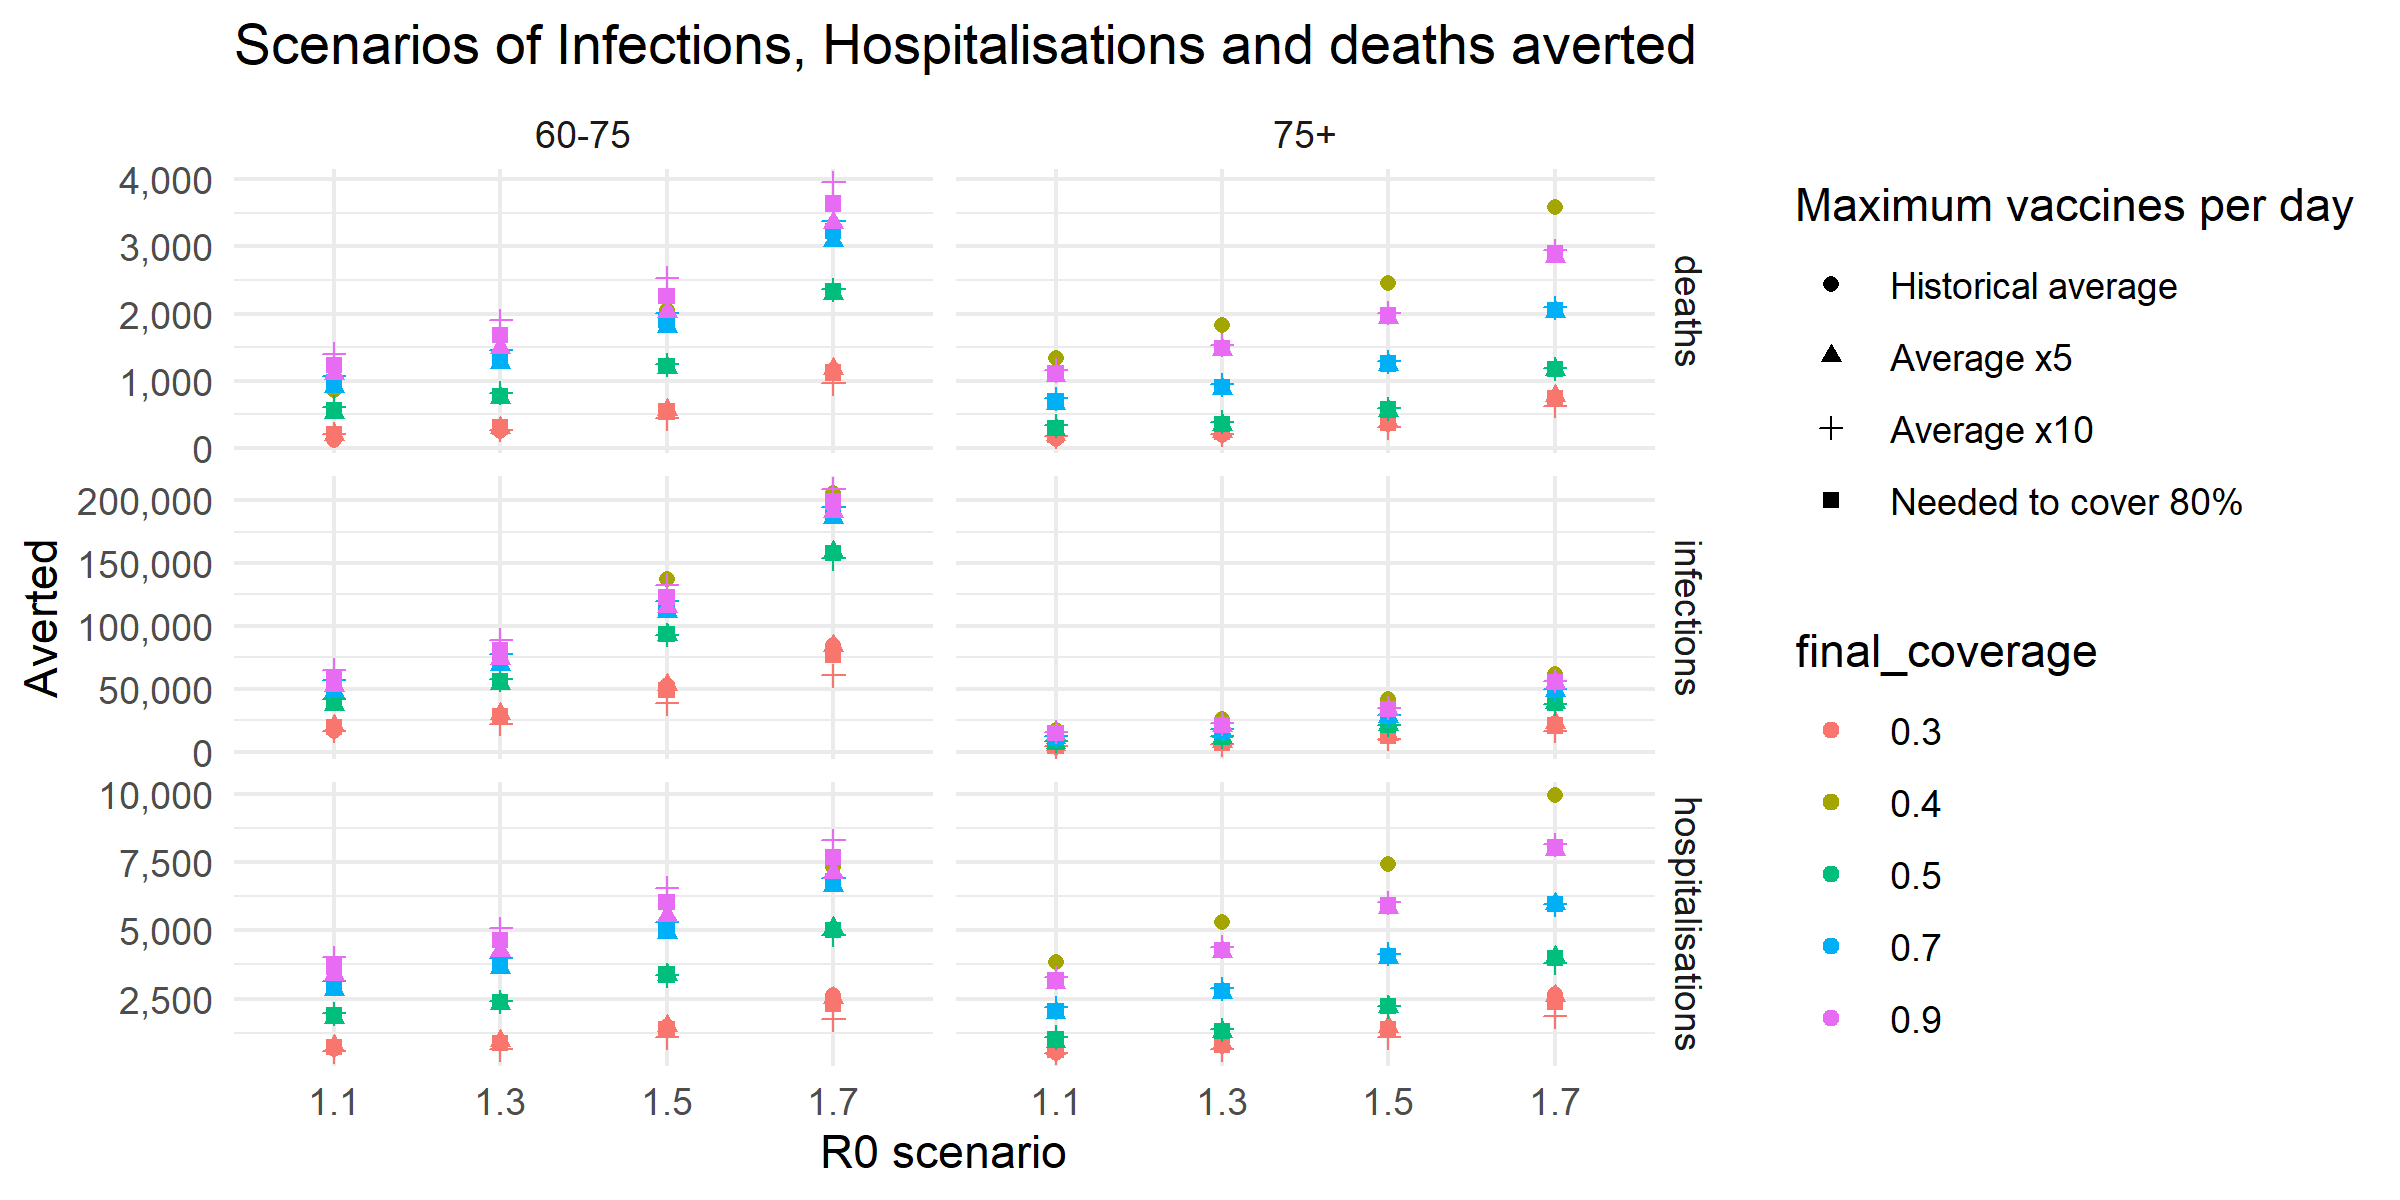 Scenarios of Infections, Hospitalisations and deaths averted
60-75
75+
4,000
3,000
2,000
1,000
0
deaths
200,000
150,000
100,000
50,000
0
infections
10,000
7,500
5,000
2,500
hospitalisations
Averted
1.1 1.3 1.5 1.7
1.1 1.3 1.5 1.7
R0 scenario
Maximum vaccines per day
Historical average
Average x5
Average x10
Needed to cover 80%
final_coverage
0.3
0.4
0.5
0.7
0.9